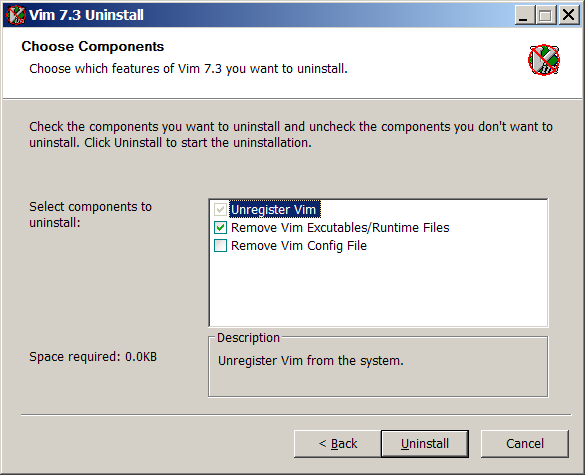 Vim 7.3 Uninstall
Choose Components
Choose which features of Vim 7.3 you want to uninstall.
Check the components you want to uninstall and uncheck the components you don't want to
uninstall. Click Uninstall to start the uninstallation.
Select components to
uninstall:
Unregister Vim
Remove Vim Excutables/Runtime Files
Remove Vim Config File
Space required: 0.0KB
Description
Unregister Vim from the system.
< Back
Uninstall
Cancel